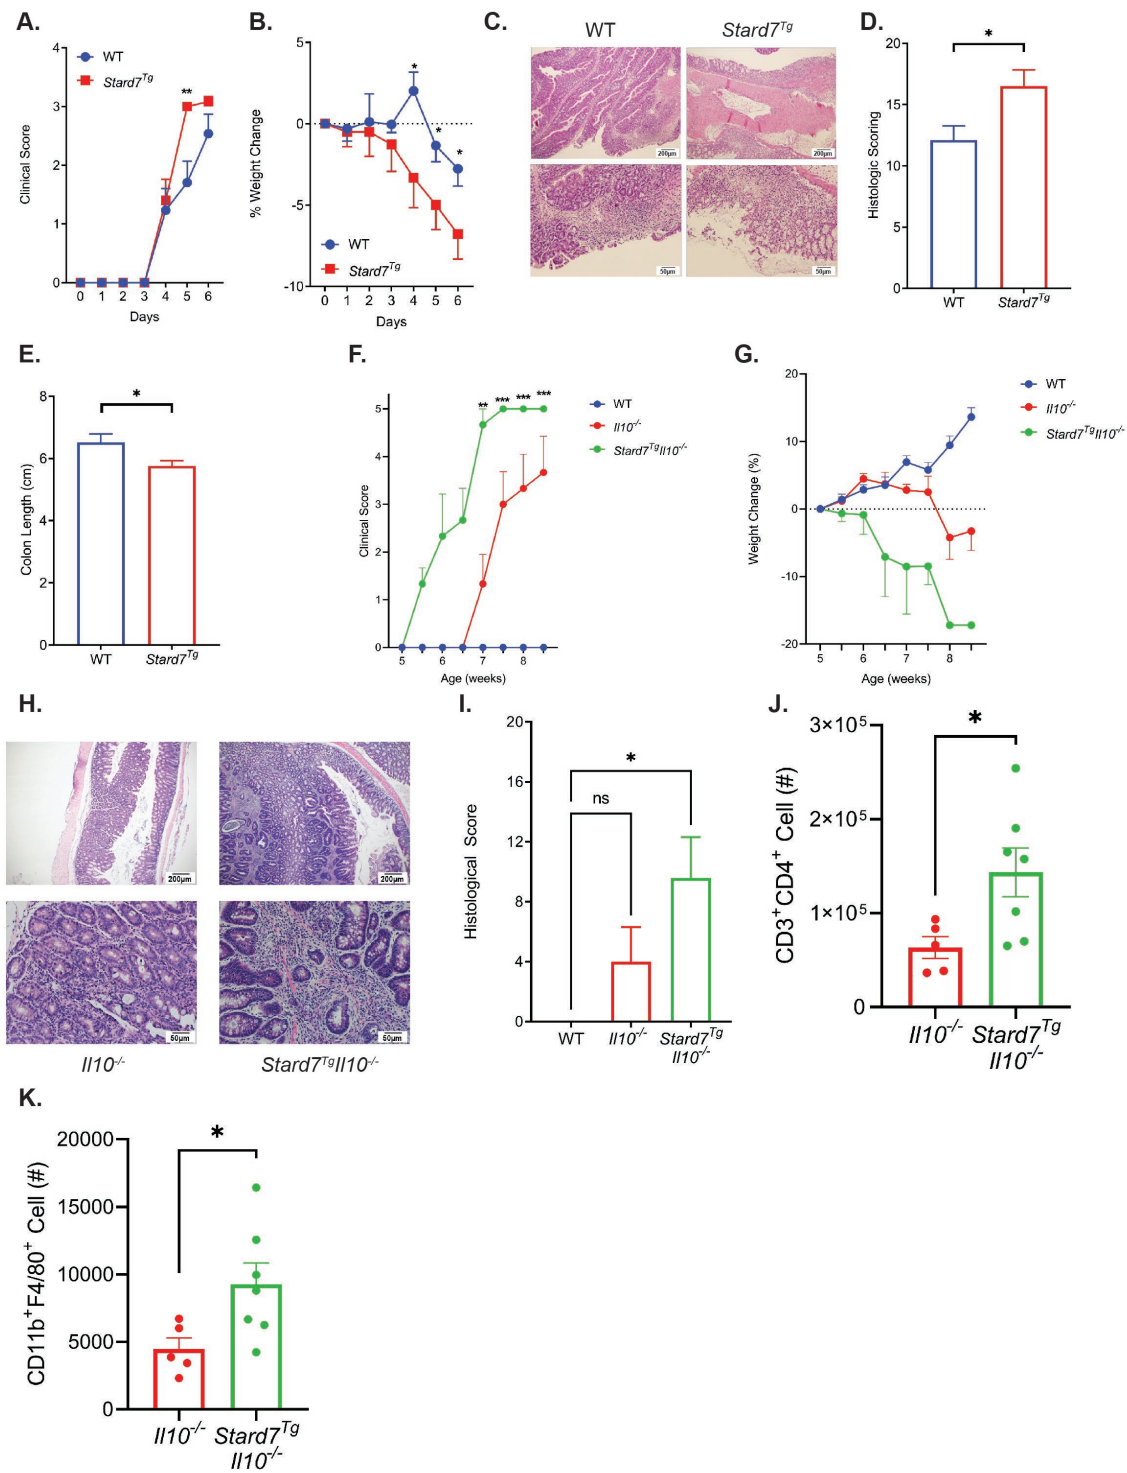 A.
Clinical Score
4
3
2
1
0
WT
Stard7Tg
**
0 1 2 3 4 5 6
Days
B.
% Weight Change
5
0
-5
-10
*
*
*
WT
Stard7Tg
0 1 2 3 4 5 6
Days
C.
WT Stard7Tg
200μm 200μm
50μm 50μm
D.
Histologic Scoring
20
15
10
5
0
*
WT Stard7Tg
E.
Colon Length (cm)
8
6
4
2
0
*
WT Stard7Tg
F.
Clinical Score
5
4
3
2
1
0
** *** *** ***
WT
Il10-/-
Stard7TgIl10-/-
5 6 7 8
Age (weeks)
G.
Weight Change (%)
20
10
0
-10
-20
WT
Il10-/-
Stard7TgIl10-/-
5 6 7 8
Age (weeks)
H.
200μm 200μm
50μm 50μm
Il10-/- Stard7TgIl10-/-
I.
Histological Score
20
16
12
8
4
0
*
ns
WT Il10-/- Stard7Tg
Il10-/-
J.
CD3+CD4+ Cell (#)
3×10⁵
2×10⁵
1×10⁵
0
*
Il10-/- Stard7Tg
Il10-/-
K.
CD11b+F4/80+ Cell (#)
20000
15000
10000
5000
0
*
Il10-/- Stard7Tg
Il10-/-